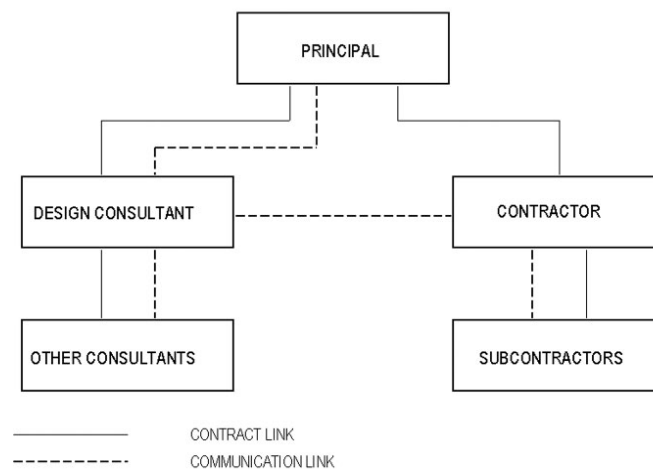 PRINCIPAL
DESIGN CONSULTANT
CONTRACTOR
OTHER CONSULTANTS
SUBCONTRACTORS
CONTRACT LINK
COMMUNICATION LINK